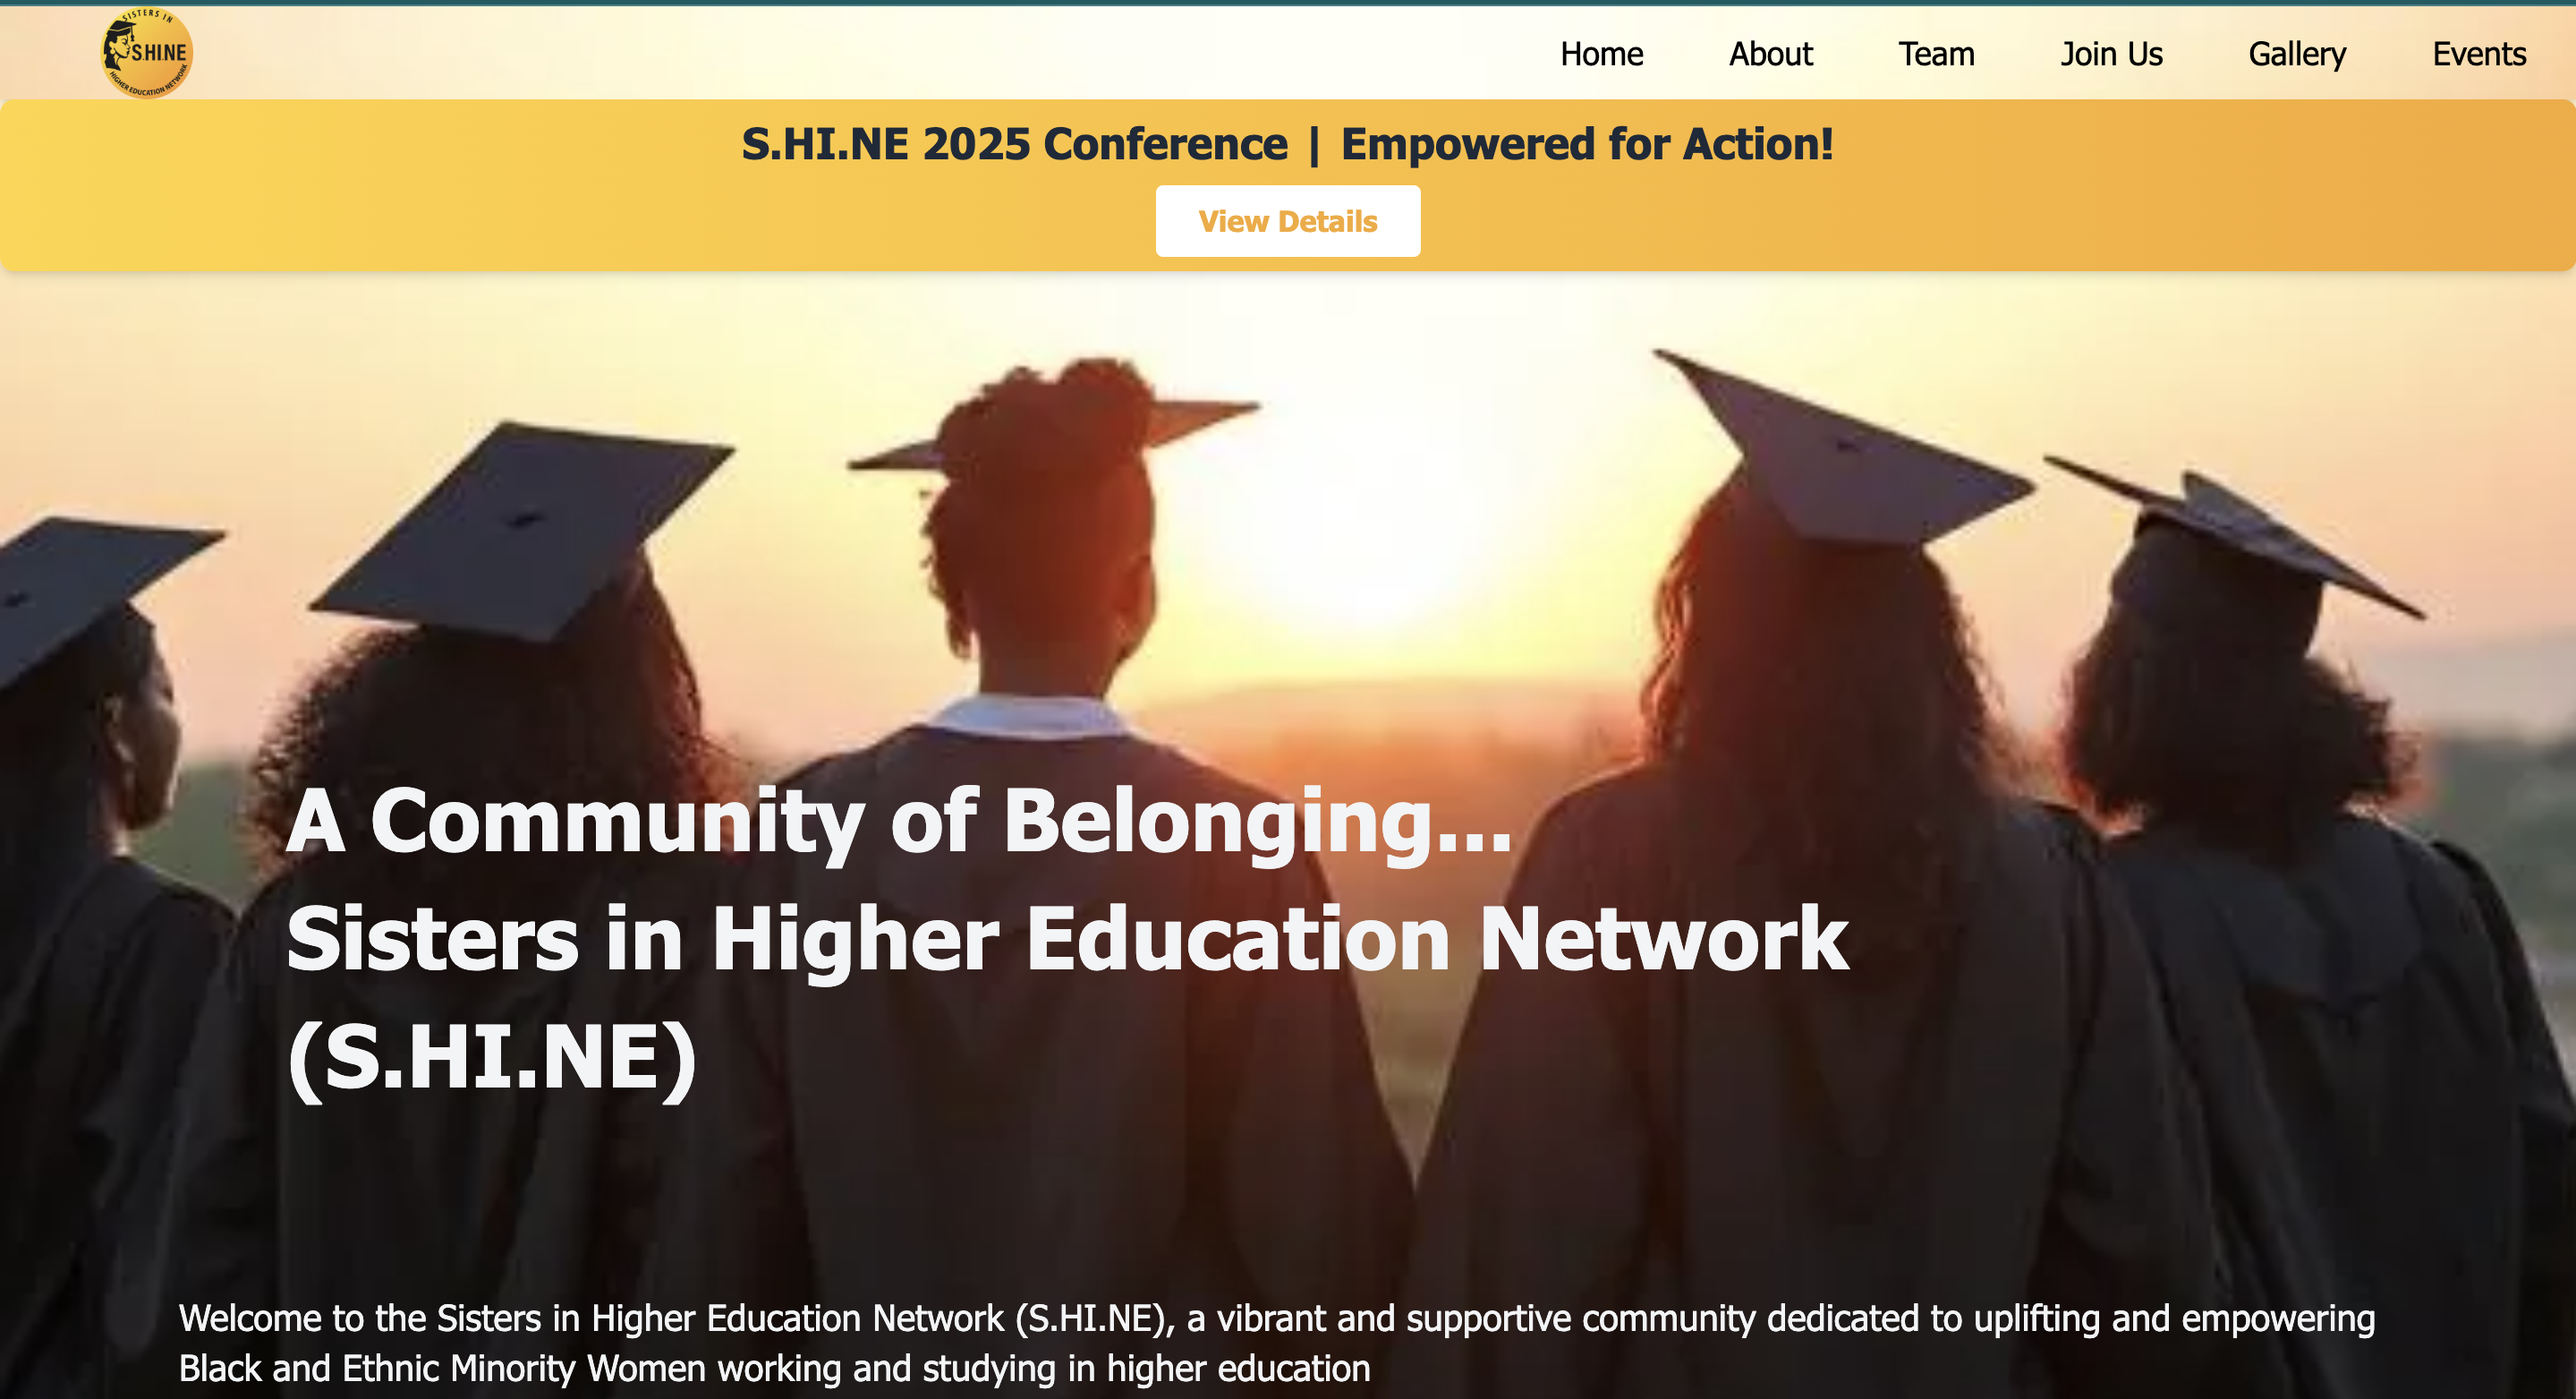 SISTERS IN
S.HI.NE
HIGHER EDUCATION NETWORK
Home About Team Join Us Gallery Events
S.HI.NE 2025 Conference | Empowered for Action!
View Details
A Community of Belonging...
Sisters in Higher Education Network
(S.HI.NE)
Welcome to the Sisters in Higher Education Network (S.HI.NE), a vibrant and supportive community dedicated to uplifting and empowering
Black and Ethnic Minority Women working and studying in higher education